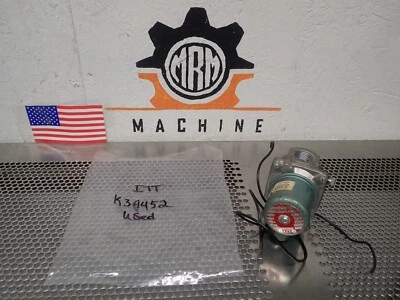 MRM
MACHINE
ITT
K39452
Used